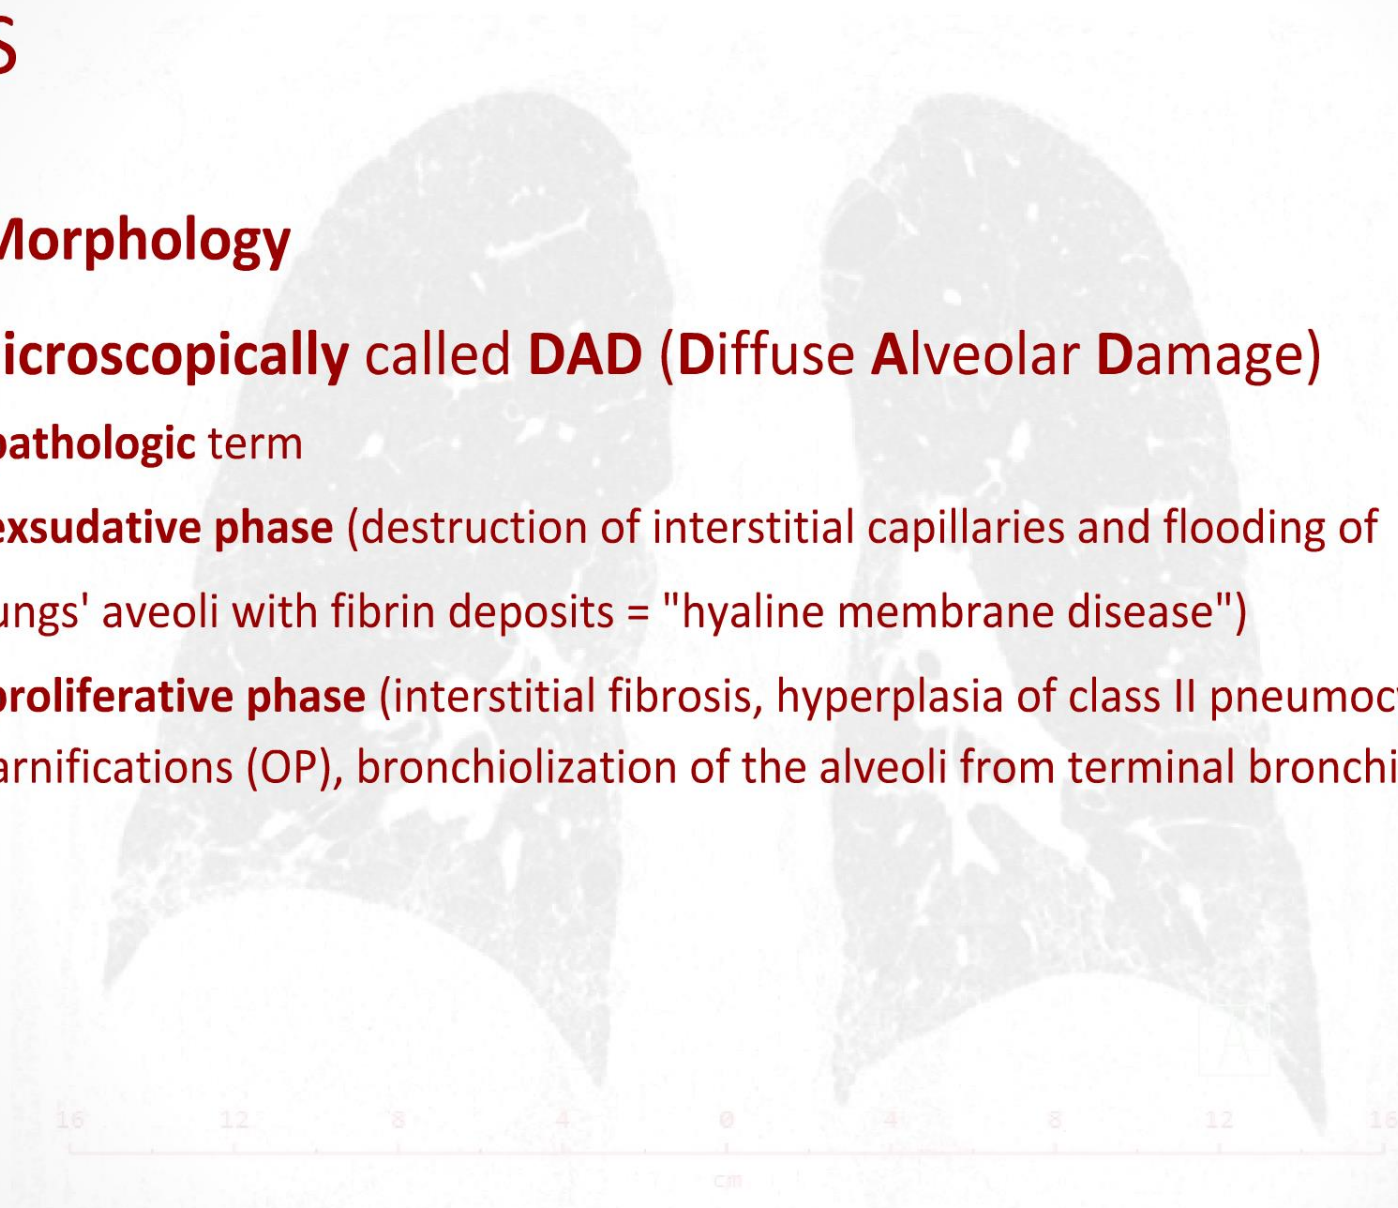 S
Morphology
icroscopically called DAD (Diffuse Alveolar Damage)
pathologic term
exsudative phase (destruction of interstitial capillaries and flooding of
ungs' aveoli with fibrin deposits = "hyaline membrane disease")
proliferative phase (interstitial fibrosis, hyperplasia of class II pneumocy
arnifications (OP), bronchiolization of the alveoli from terminal bronchi
A
16 12 8 4 0 4 8 12 16
cm